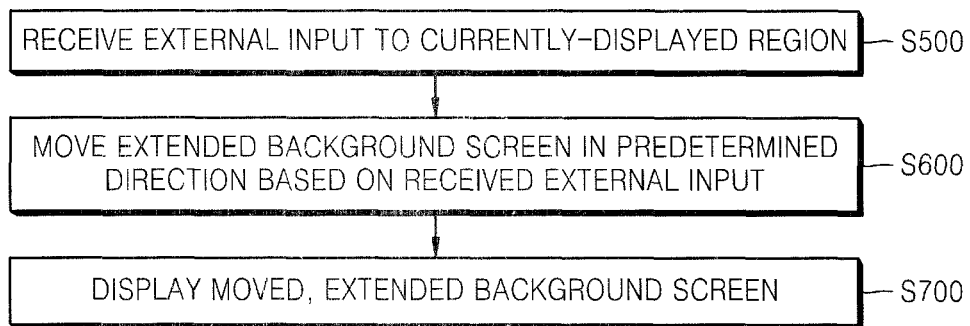 RECEIVE EXTERNAL INPUT TO CURRENTLY-DISPLAYED REGION S500
MOVE EXTENDED BACKGROUND SCREEN IN PREDETERMINED
DIRECTION BASED ON RECEIVED EXTERNAL INPUT S600
DISPLAY MOVED, EXTENDED BACKGROUND SCREEN S700